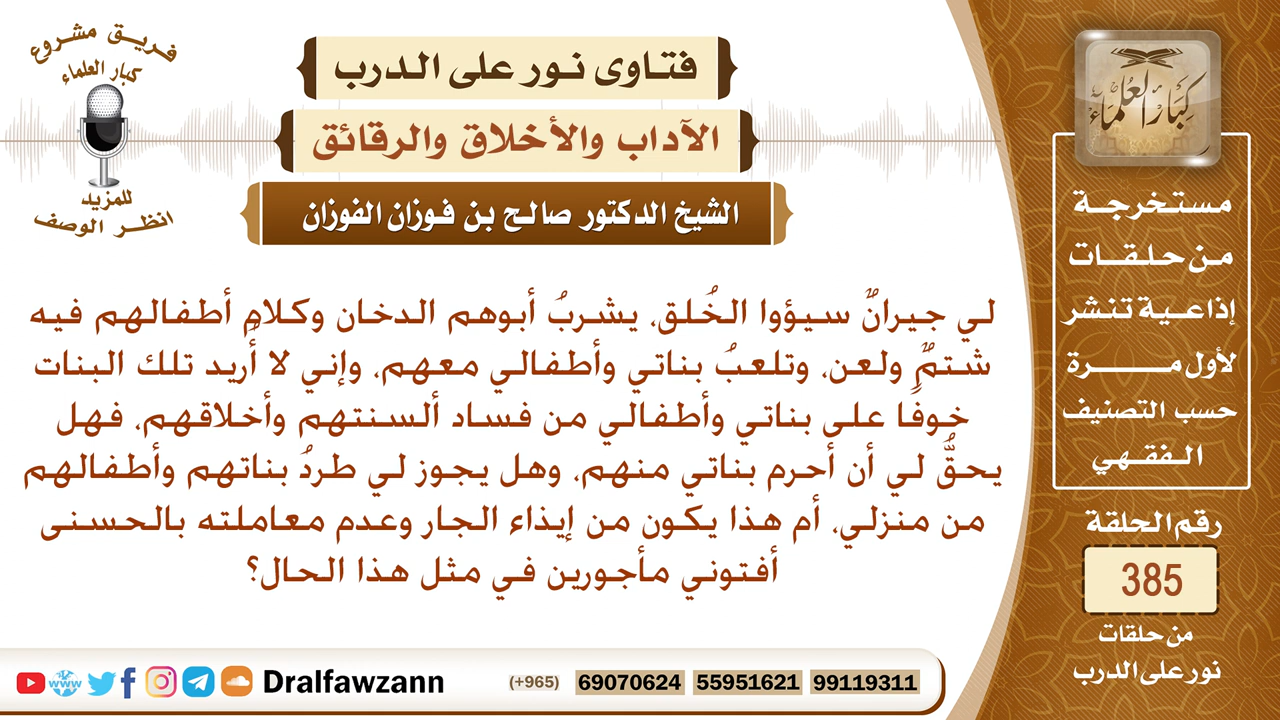 فريق مشروع
كبار العلماء
للمزيد
انظر الوصف
فتاوى نور على الدرب
الآداب والأخلاق والرقائق
الشيخ الدكتور صالح بن فوزان الفوزان
لي جيرانٌ سيؤوا الخُلق، يشربُ أبوهم الدخان وكلامٍ أطفالهم فيه
شتمٌ ولعن، وتلعبُ بناتي وأطفالي معهم، وإني لا أُريد تلك البنات
خوفًا على بناتي وأطفالي من فساد ألسنتهم وأخلاقهم، فهل
يحقُّ لي أن أحرم بناتي منهم، وهل يجوز لي طردُ بناتهم وأطفالهم
من منزلي، أم هذا يكون من إيذاء الجار وعدم معاملته بالحسنى
أفتوني مأجورين في مثل هذا الحال؟
كبار العلماء
مستخرجة
من حلقات
إذاعية تنشر
لأول مرة
حسب التصنيف
الفقهي
رقم الحلقة
385
من حلقات
نور على الدرب
www Dralfawzann (+965) 69070624 55951621 99119311